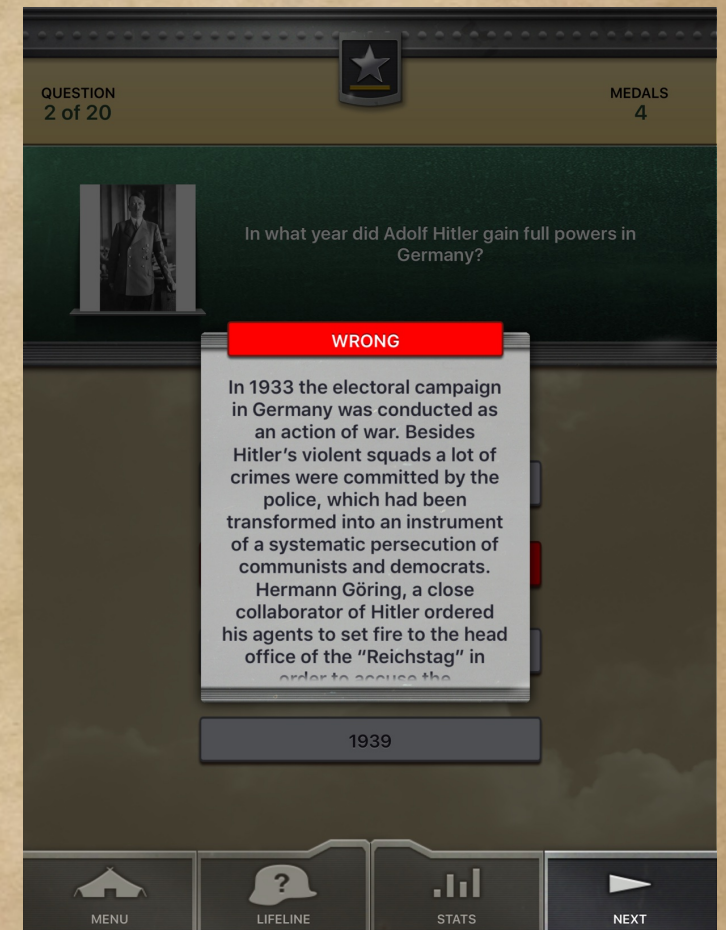 QUESTION
2 of 20
MEDALS
4
In what year did Adolf Hitler gain full powers in
Germany?
WRONG
In 1933 the electoral campaign
in Germany was conducted as
an action of war. Besides
Hitler's violent squads a lot of
crimes were committed by the
police, which had been
transformed into an instrument
of a systematic persecution of
communists and democrats.
Hermann Göring, a close
collaborator of Hitler ordered
his agents to set fire to the head
office of the “Reichstag” in
order to accuse the
1939
?
MENU
LIFELINE
STATS
NEXT